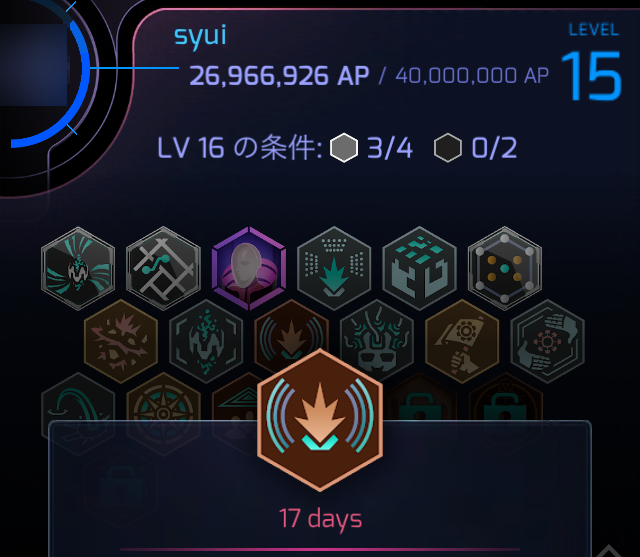 syui
LEVEL
26,966,926 AP / 40,000,000 AP
15
LV 16 の条件: 3/4 0/2
17 days